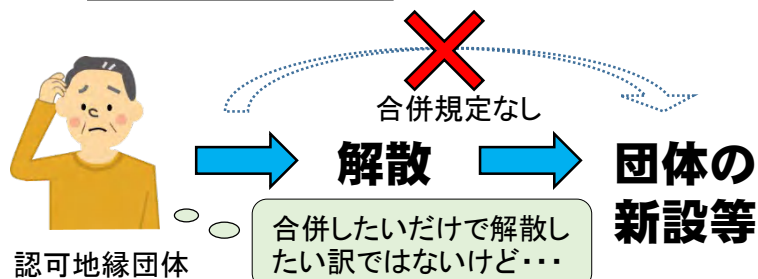 合併規定なし
解散
団体の
新設等
合併したいだけで解散し
たい訳ではないけど・・・
認可地縁団体